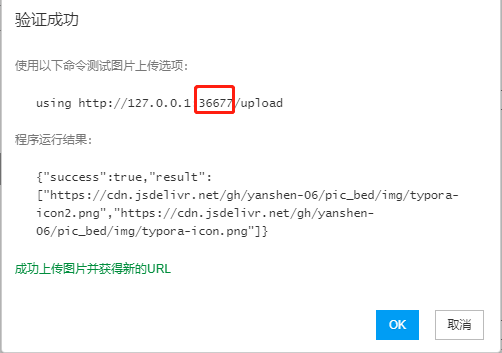 验证成功
使用以下命令测试图片上传选项:
using http://127.0.0.1:36677/upload
程序运行结果:
{"success":true,"result":
["https://cdn.jsdelivr.net/gh/yanshen-06/pic_bed/img/typora-
icon2.png","https://cdn.jsdelivr.net/gh/yanshen-
06/pic_bed/img/typora-icon.png"]}
成功上传图片并获得新的URL
OK
取消